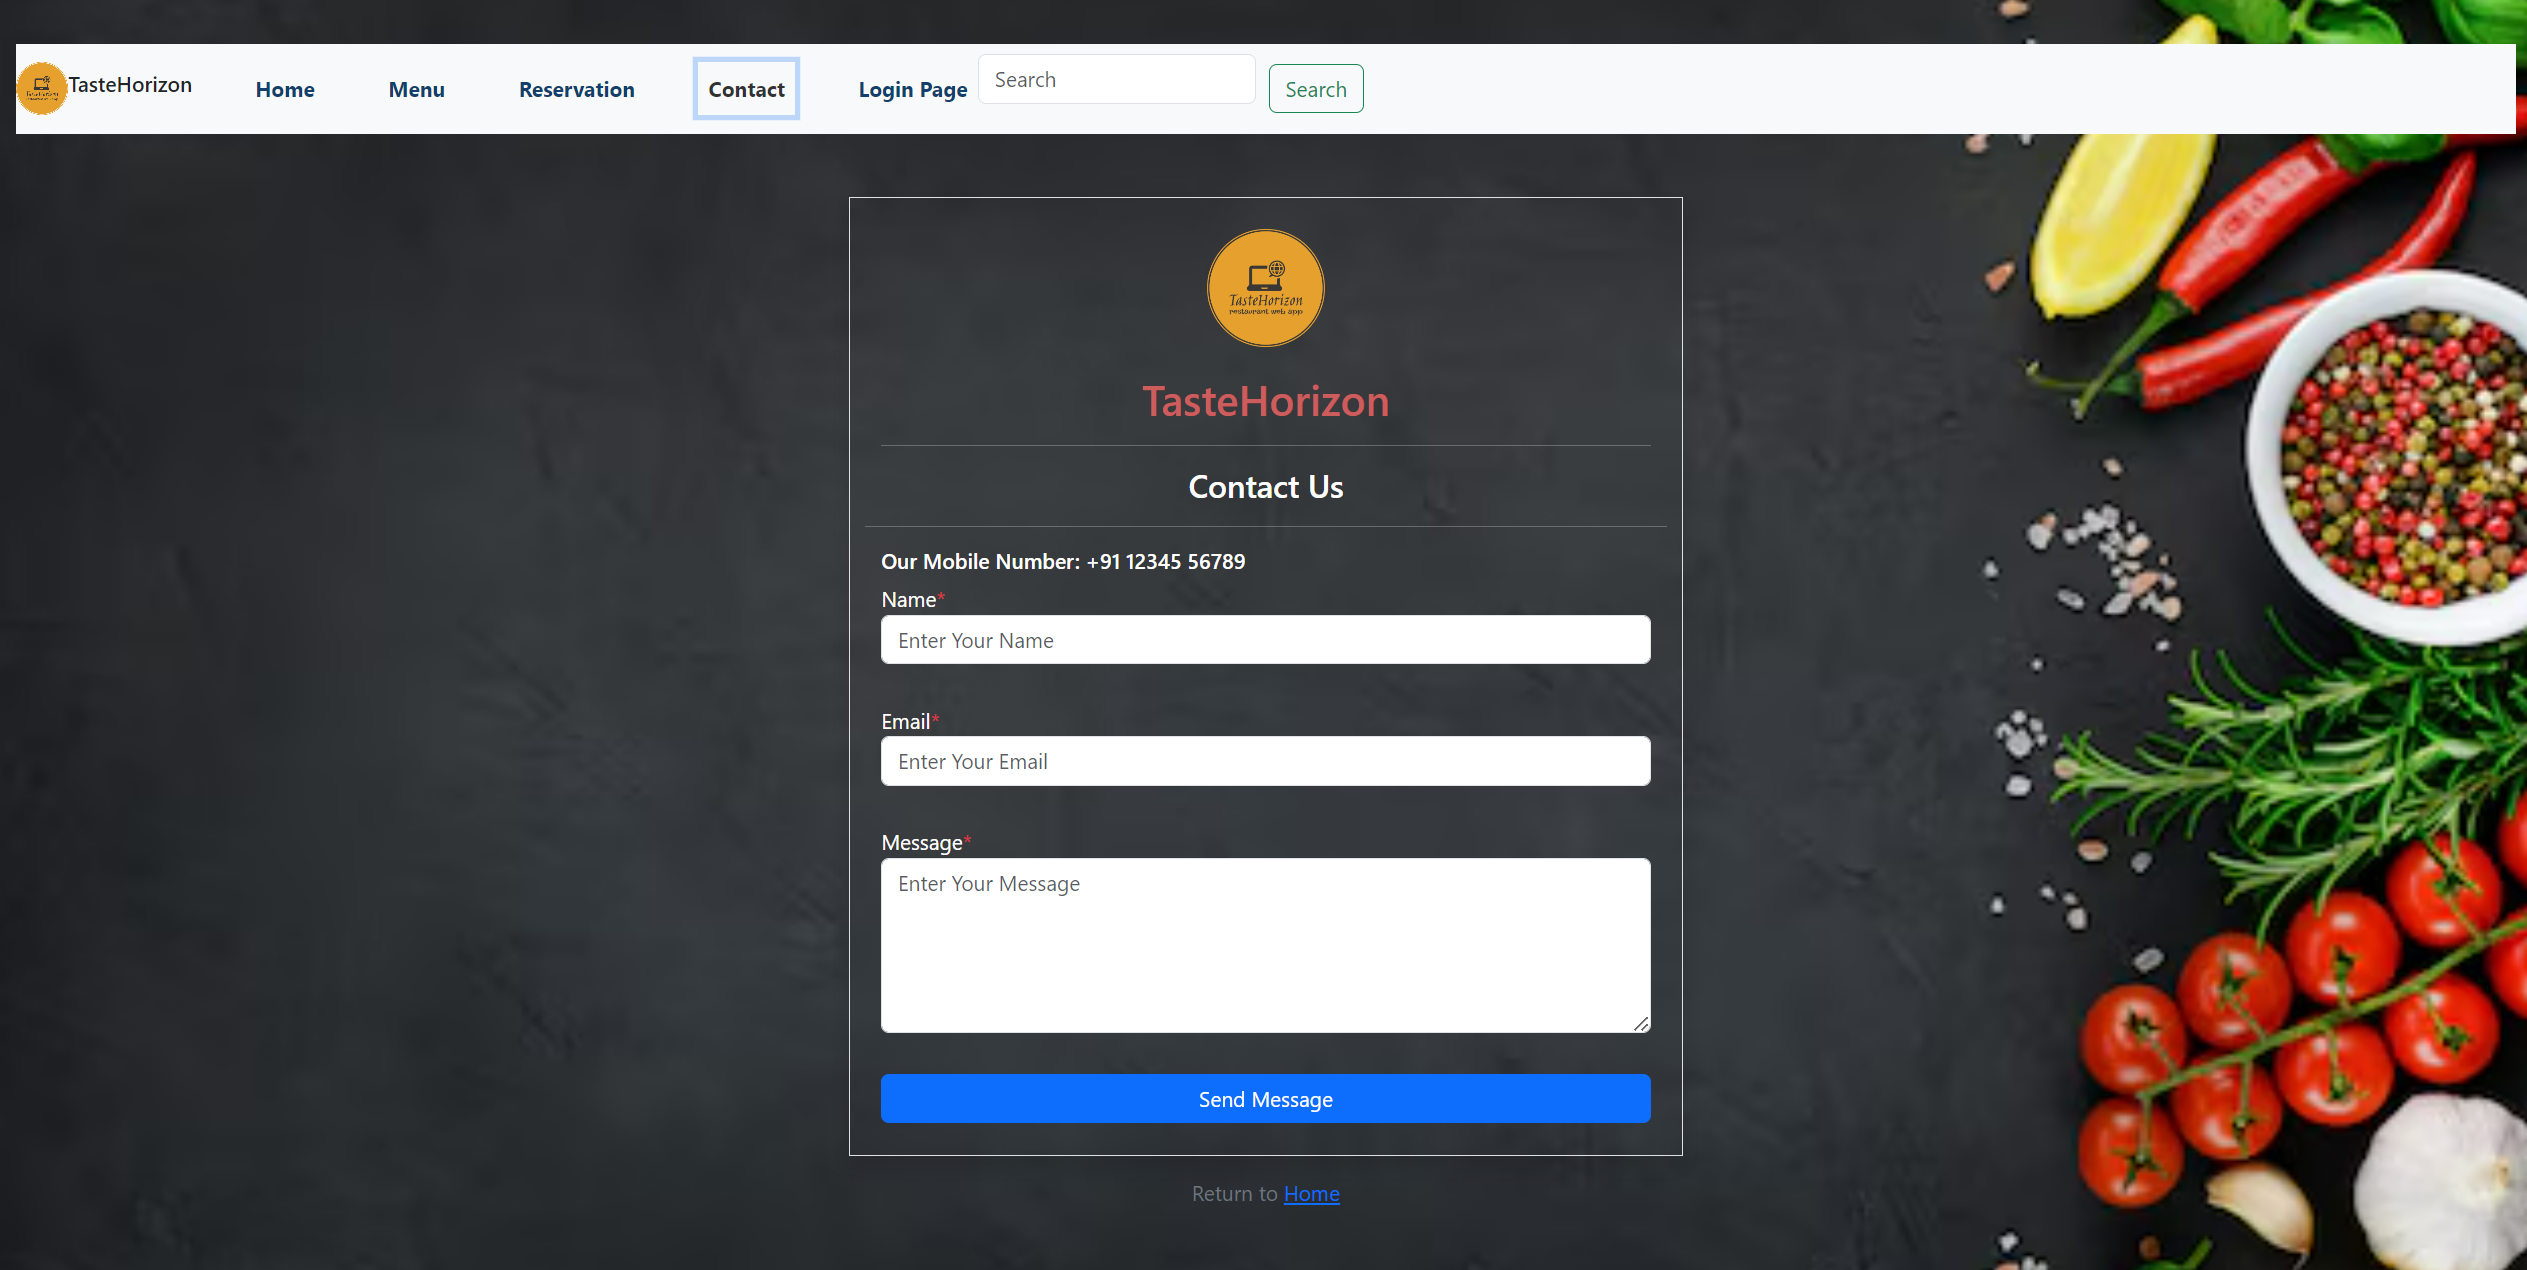 TasteHorizon Home Menu Reservation Contact Login Page Search Search
TasteHorizon
restaurant web app
TasteHorizon
Contact Us
Our Mobile Number: +91 12345 56789
Name*
Enter Your Name
Email*
Enter Your Email
Message*
Enter Your Message
Send Message
Return to Home